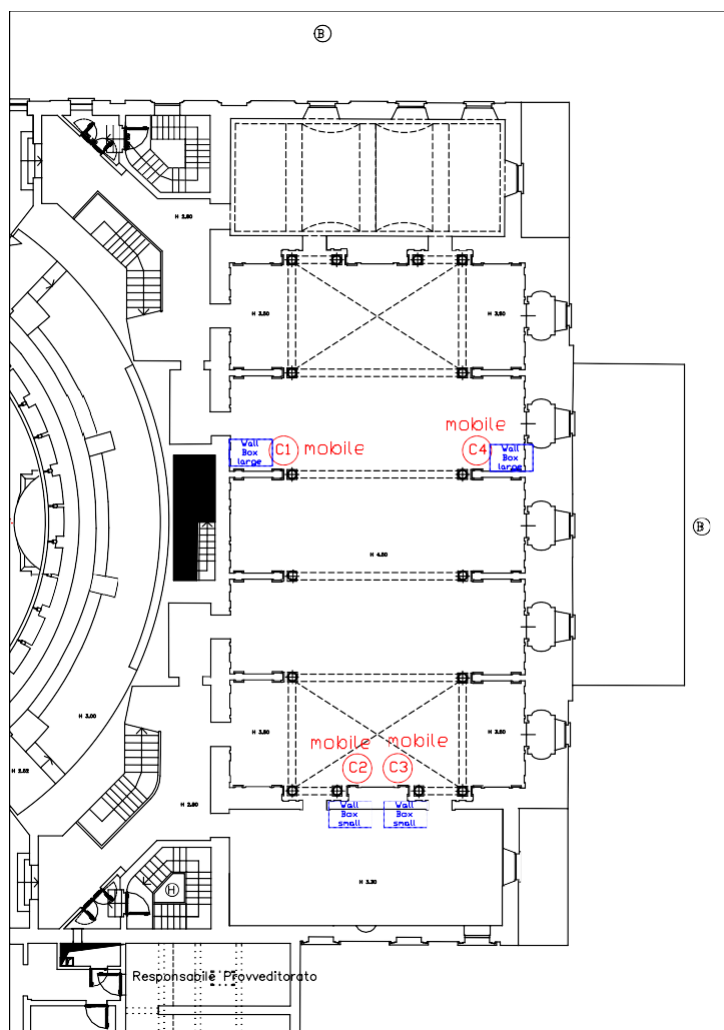 B
H 2.80
H 3.50
H 3.50
mobile
Wall
Box
large
C1
mobile
C4
Wall
Box
large
B
H 4.50
H 3.50
H 3.50
H 3.00
mobile
mobile
C2
C3
H 2.52
H 2.80
Wall
Box
small
Wall
Box
small
H
H 3.30
Responsabile Provveditorato